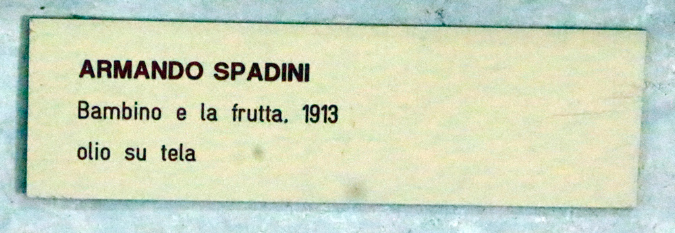 ARMANDO SPADINI
Bambino e la frutta, 1913
olio su tela